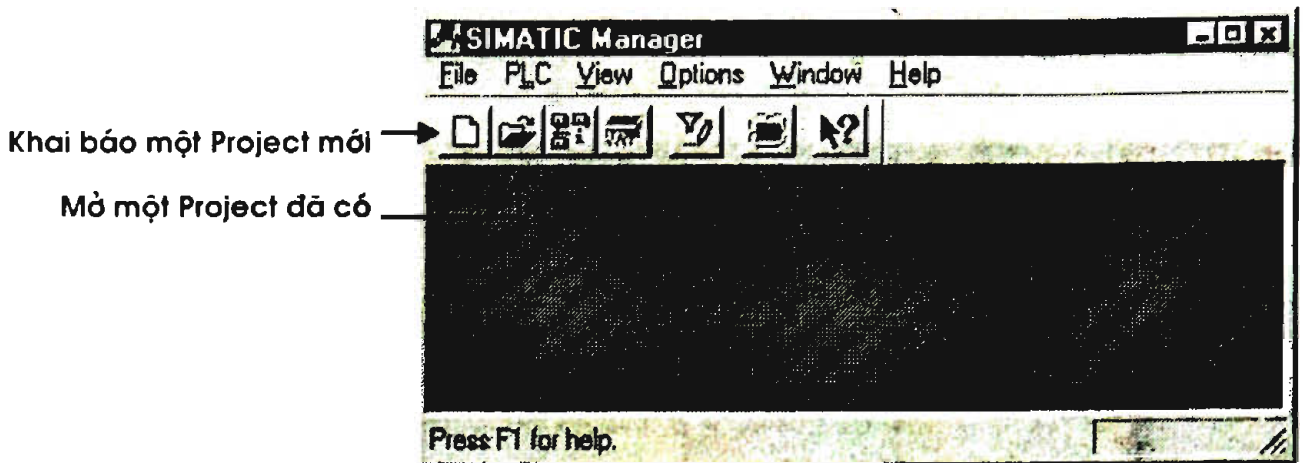 SIMATIC Manager
File PLC View Options Window Help
Khai báo một Project mới
Mở một Project đã có
Press F1 for help.